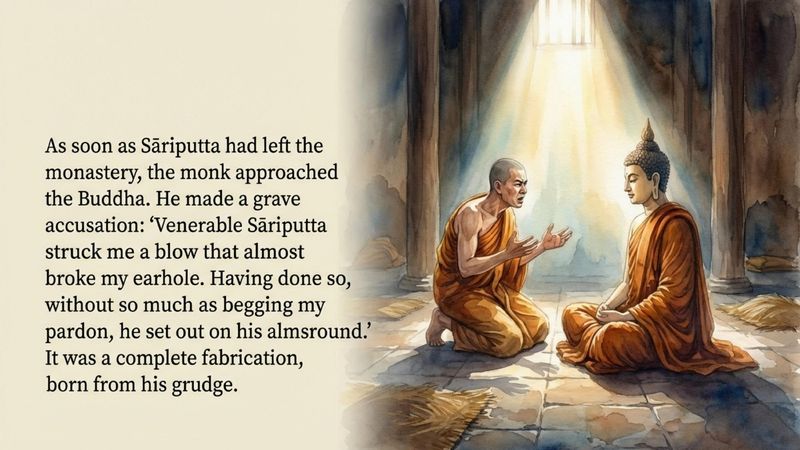 As soon as Sāriputta had left the
monastery, the monk approached
the Buddha. He made a grave
accusation: ‘Venerable Sāriputta
struck me a blow that almost
broke my earhole. Having done so,
without so much as begging my
pardon, he set out on his almsround.’
It was a complete fabrication,
born from his grudge.